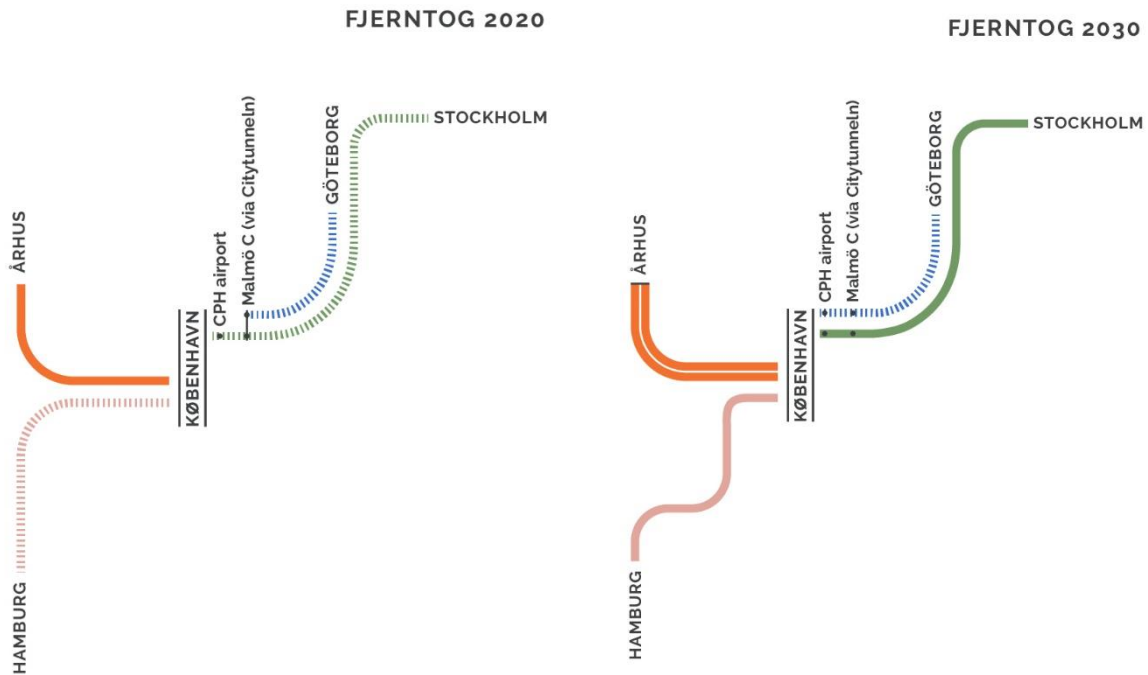 FJERNTOG 2020
STOCKHOLM
GÖTEBORG
Malmö C (via Citytunneln)
CPH airport
ÅRHUS
KØBENHAVN
HAMBURG
FJERNTOG 2030
STOCKHOLM
GÖTEBORG
Malmö C (via Citytunneln)
CPH airport
ÅRHUS
KØBENHAVN
HAMBURG